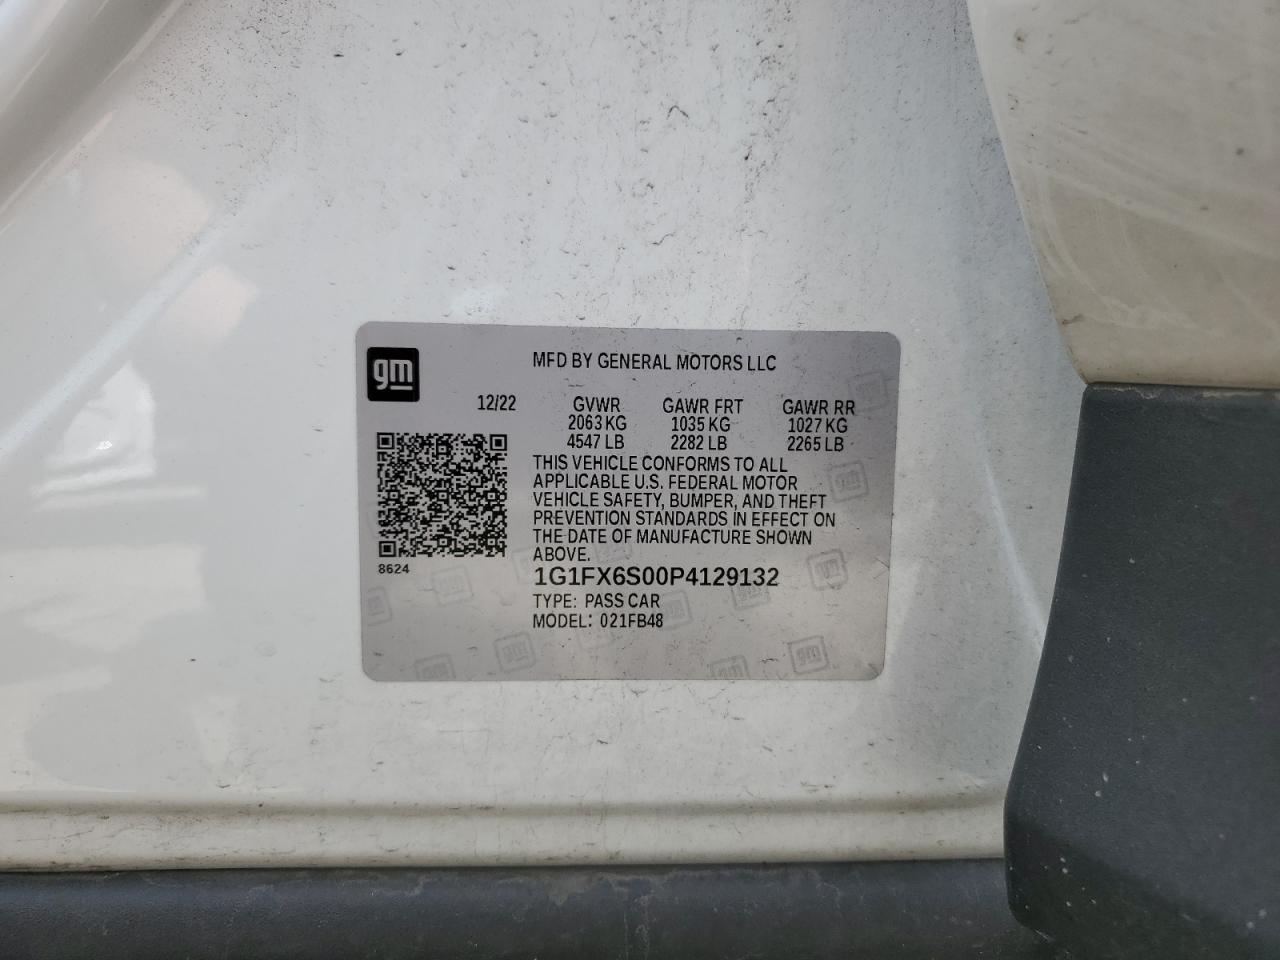 gm
MFD BY GENERAL MOTORS LLC
12/22
GVWR GAWR FRT GAWR RR
2063 KG 1035 KG 1027 KG
4547 LB 2282 LB 2265 LB
THIS VEHICLE CONFORMS TO ALL
APPLICABLE U.S. FEDERAL MOTOR
VEHICLE SAFETY, BUMPER, AND THEFT
PREVENTION STANDARDS IN EFFECT ON
THE DATE OF MANUFACTURE SHOWN
ABOVE.
8624
1G1FX6S00P4129132
TYPE: PASS CAR
MODEL: 021FB48